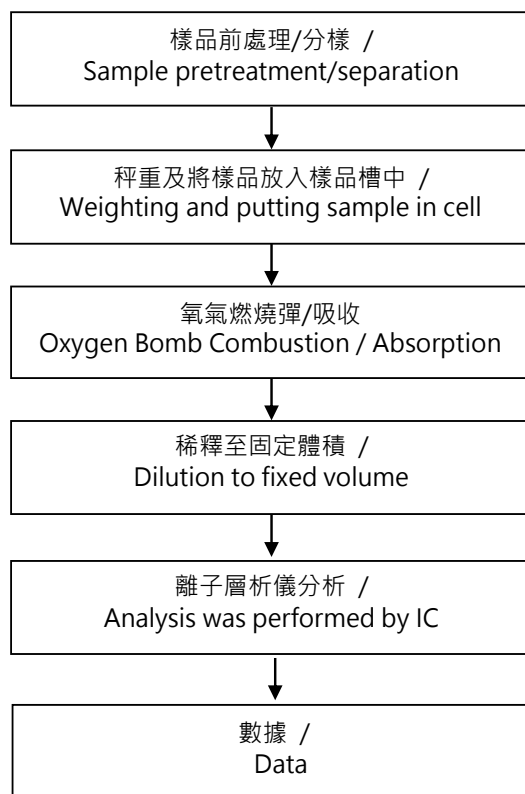 樣品前處理/分樣 /
Sample pretreatment/separation
秤重及將樣品放入樣品槽中 /
Weighting and putting sample in cell
氧氣燃燒彈/吸收
Oxygen Bomb Combustion / Absorption
稀釋至固定體積 /
Dilution to fixed volume
離子層析儀分析 /
Analysis was performed by IC
數據 /
Data